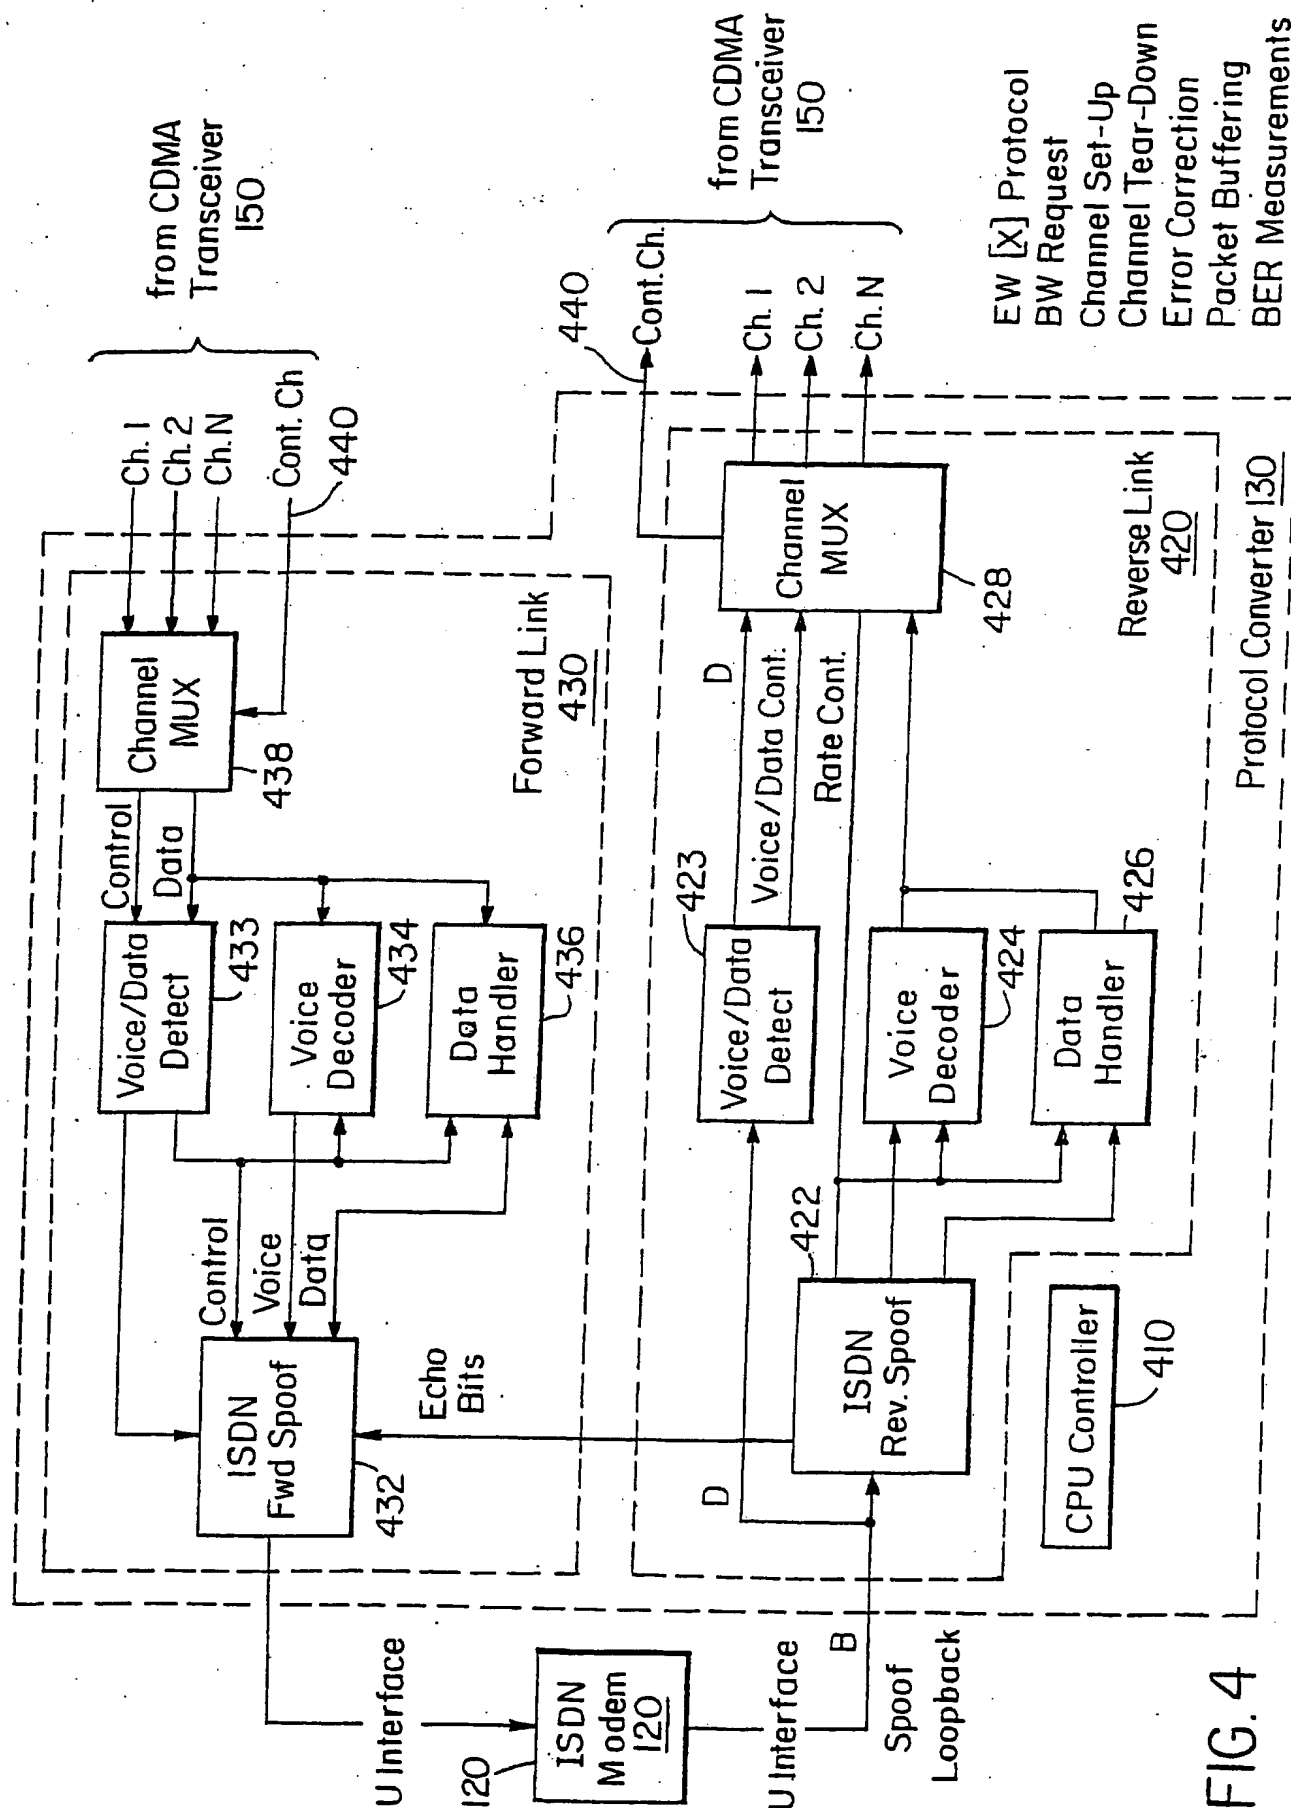 from CDMA
Transceiver
150
Ch. 1
Ch. 2
Ch. N
Cont. Ch
440
Channel
MUX
438
Control
Data
Forward Link
430
Voice/Data
Detect
433
Voice
Decoder
434
Data
Handler
436
Control
Voice
Data
ISDN
Fwd Spoof
432
Echo
Bits
U Interface
120
ISDN
Modem
120
U Interface
B
Spoof
Loopback
D
ISDN
Rev. Spoof
422
Voice/Data
Detect
423
Voice
Decoder
424
Data
Handler
426
D
Voice/Data Cont.
Rate Cont.
Channel
MUX
428
440
Cont. Ch.
Ch. 1
Ch. 2
Ch. N
from CDMA
Transceiver
150
Reverse Link
420
CPU Controller
410
Protocol Converter 130
EW [X] Protocol
BW Request
Channel Set-Up
Channel Tear-Down
Error Correction
Packet Buffering
BER Measurements
FIG. 4